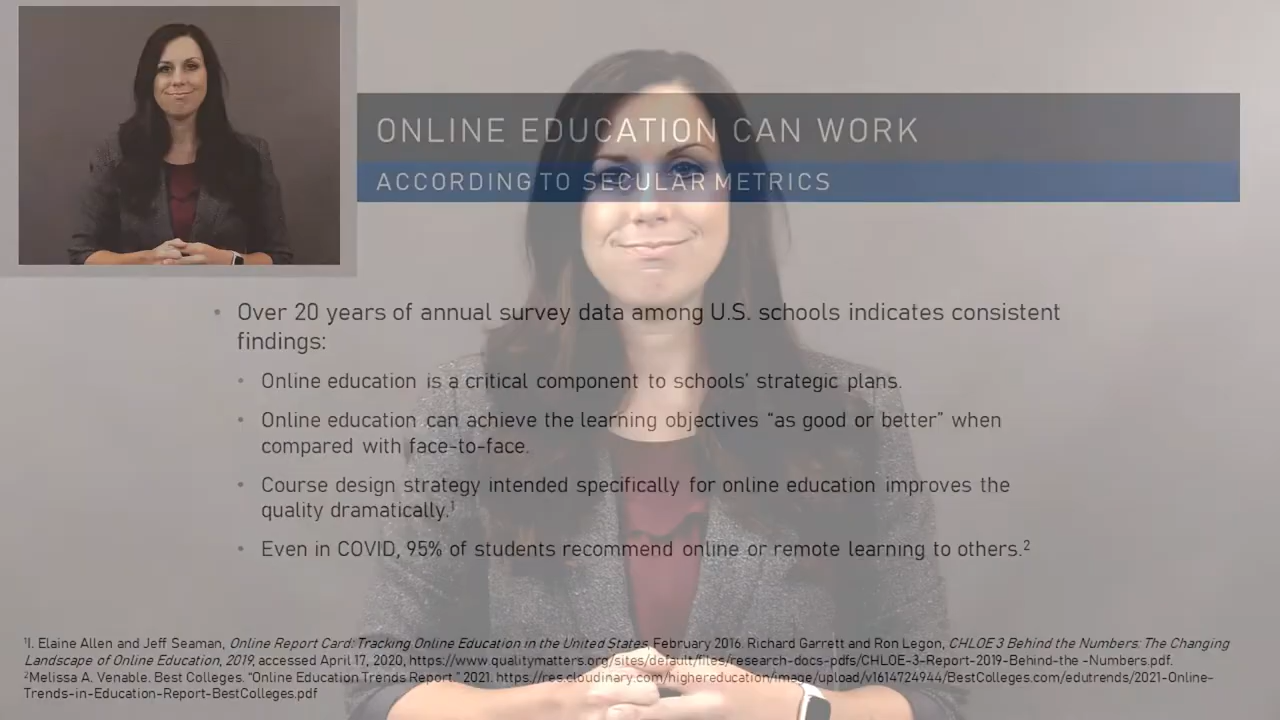 ONLINE EDUCATION CAN WORK
ACCORDING TO SECULAR METRICS
• Over 20 years of annual survey data among U.S. schools indicates consistent
findings:
• Online education is a critical component to schools' strategic plans.
• Online education can achieve the learning objectives “as good or better” when
compared with face-to-face.
• Course design strategy intended specifically for online education improves the
quality dramatically.¹
• Even in COVID, 95% of students recommend online or remote learning to others.²
¹I. Elaine Allen and Jeff Seaman, Online Report Card: Tracking Online Education in the United States. February 2016. Richard Garrett and Ron Legon, CHLOE 3 Behind the Numbers: The Changing
Landscape of Online Education, 2019, accessed April 17, 2020, https://www.qualitymatters.org/sites/default/files/research-docs-pdfs/CHLOE-3-Report-2019-Behind-the -Numbers.pdf.
²Melissa A. Venable. Best Colleges. “Online Education Trends Report.” 2021. https://res.cloudinary.com/highereducation/image/upload/v1614724944/BestColleges.com/edutrends/2021-Online-
Trends-in-Education-Report-BestColleges.pdf